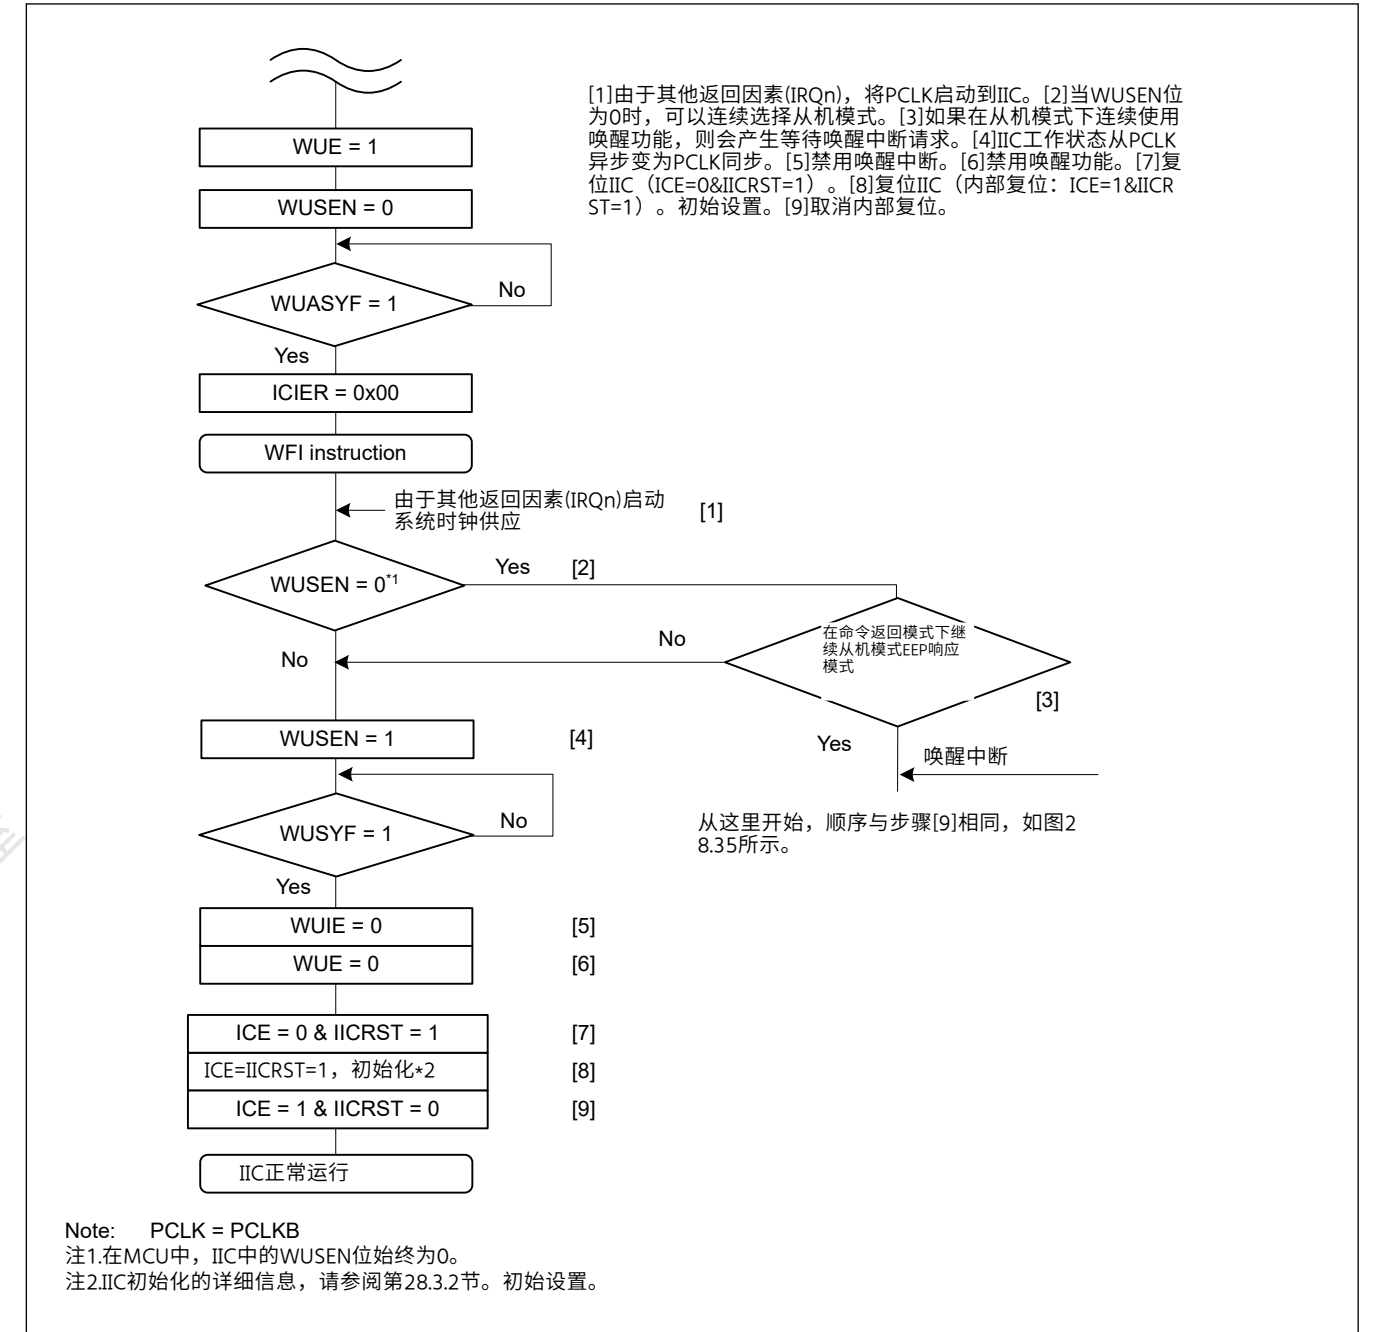 [1]由于其他返回因素(IRQn)，将PCLK启动到IIC。[2]当WUSEN位
为0时，可以连续选择从机模式。[3]如果在从机模式下连续使用
唤醒功能，则会产生等待唤醒中断请求。[4]IIC工作状态从PCLK
异步变为PCLK同步。[5]禁用唤醒中断。[6]禁用唤醒功能。[7]复
位IIC（ICE=0&IICRST=1）。[8]复位IIC（内部复位：ICE=1&IICR
ST=1）。初始设置。[9]取消内部复位。
WUE = 1
WUSEN = 0
WUASYF = 1
No
Yes
ICIER = 0x00
WFI instruction
由于其他返回因素(IRQn)启动
系统时钟供应
[1]
WUSEN = 0*1
Yes
[2]
在命令返回模式下继
续从机模式EEP响应
模式
No
No
[3]
WUSEN = 1
[4]
Yes
唤醒中断
WUSYF = 1
No
从这里开始，顺序与步骤[9]相同，如图2
8.35所示。
Yes
WUIE = 0
[5]
WUE = 0
[6]
ICE = 0 & IICRST = 1
[7]
ICE=IICRST=1，初始化*2
[8]
ICE = 1 & IICRST = 0
[9]
IIC正常运行
Note: PCLK = PCLKB
注1.在MCU中，IIC中的WUSEN位始终为0。
注2.IIC初始化的详细信息，请参阅第28.3.2节。初始设置。